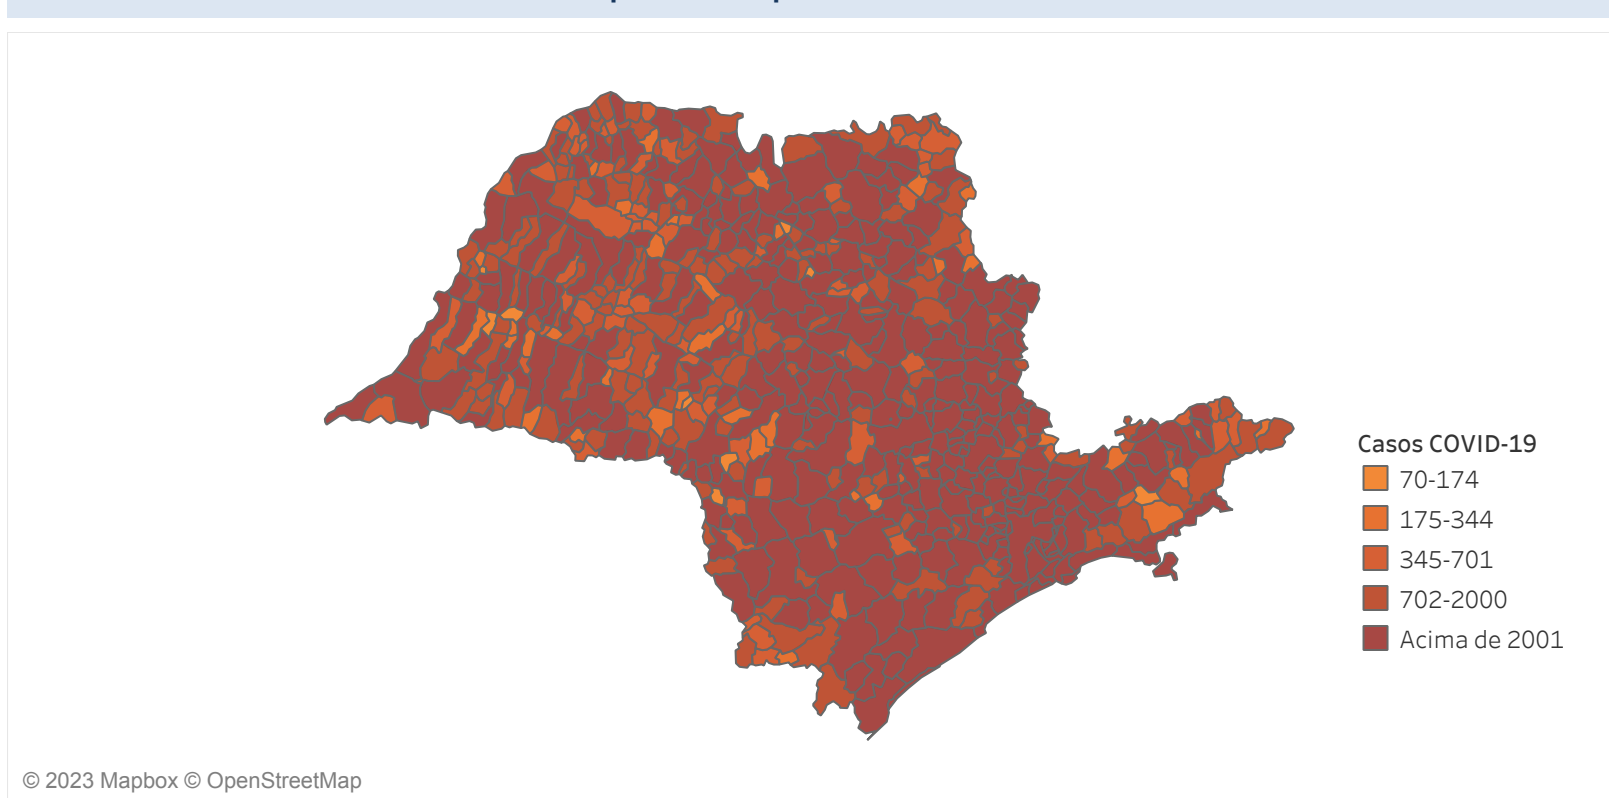 Casos COVID-19
70-174
175-344
345-701
702-2000
Acima de 2001
© 2023 Mapbox © OpenStreetMap